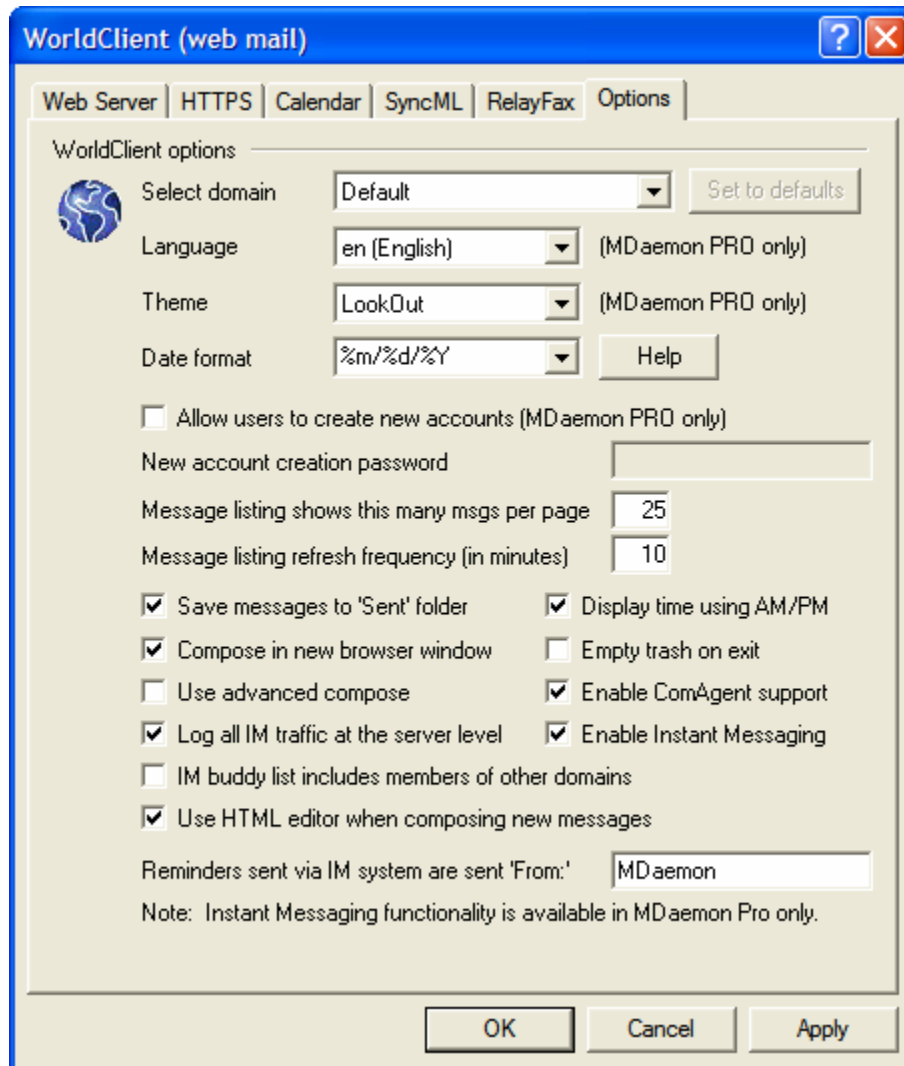 WorldClient (web mail)
Web Server HTTPS Calendar SyncML RelayFax Options
WorldClient options
Select domain Default Set to defaults
Language en (English) (MDaemon PRO only)
Theme LookOut (MDaemon PRO only)
Date format %m/%d/%Y Help
Allow users to create new accounts (MDaemon PRO only)
New account creation password
Message listing shows this many msgs per page 25
Message listing refresh frequency (in minutes) 10
Save messages to 'Sent' folder Display time using AM/PM
Compose in new browser window Empty trash on exit
Use advanced compose Enable ComAgent support
Log all IM traffic at the server level Enable Instant Messaging
IM buddy list includes members of other domains
Use HTML editor when composing new messages
Reminders sent via IM system are sent 'From:' MDaemon
Note: Instant Messaging functionality is available in MDaemon Pro only.
OK Cancel Apply